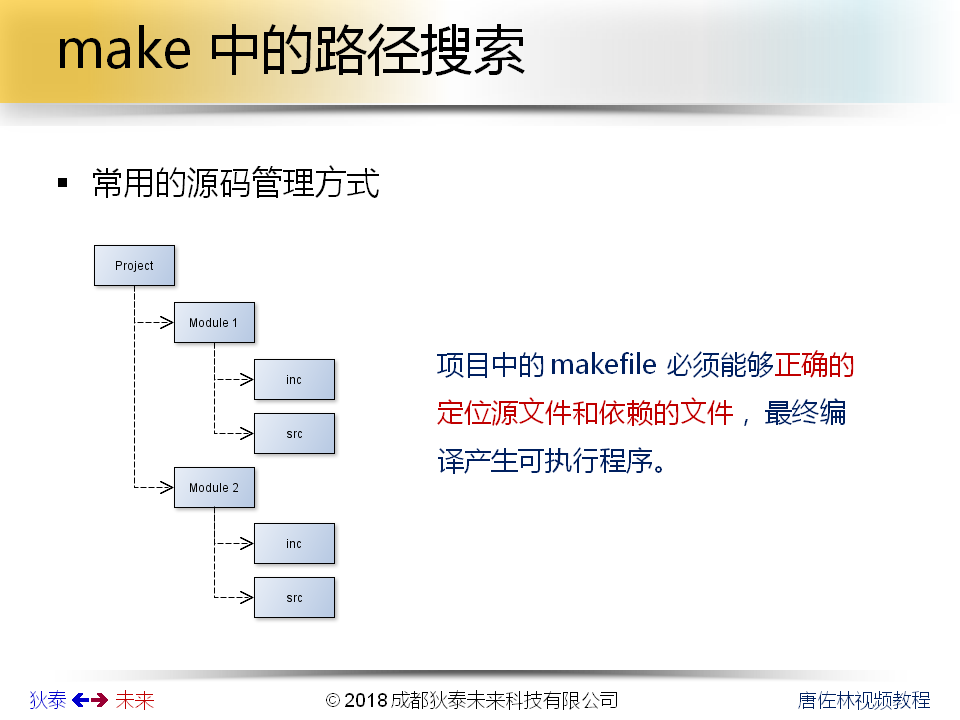 make 中的路径搜索
▪ 常用的源码管理方式
Project
Module 1
inc
src
Module 2
inc
src
项目中的 makefile 必须能够正确的
定位源文件和依赖的文件，最终编
译产生可执行程序。
狄泰 未来
© 2018 成都狄泰未来科技有限公司
唐佐林视频教程